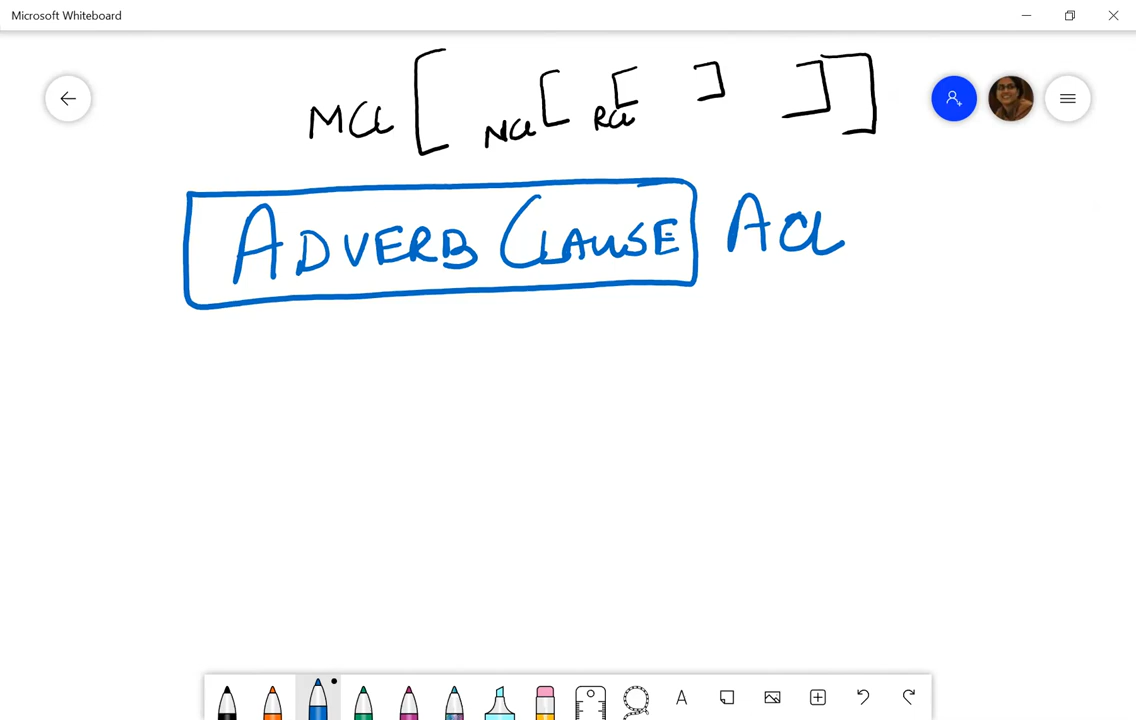 Microsoft Whiteboard
MCl [ NCl [ RCl [ ] ] ]
ADVERB CLAUSE ACl
A